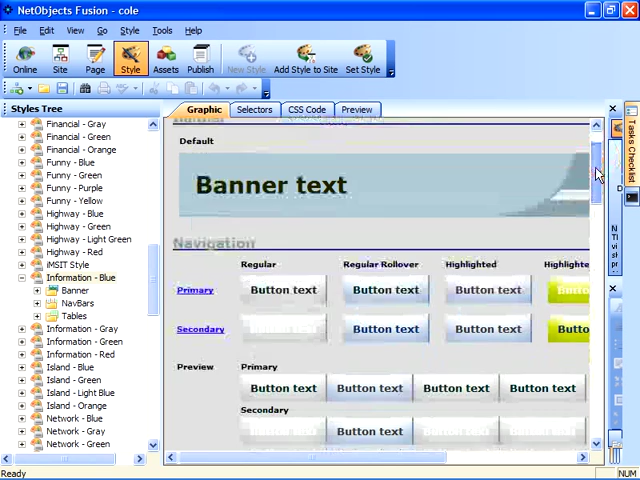 NetObjects Fusion - cole
File Edit View Go Style Tools Help
Online Site Page Style Assets Publish New Style Add Style to Site Set Style
Styles Tree
Graphic Selectors CSS Code Preview
Financial - Gray
Financial - Green
Financial - Orange
Funny - Blue
Funny - Green
Funny - Purple
Funny - Yellow
Highway - Blue
Highway - Green
Highway - Light Green
Highway - Red
iMSIT Style
Information - Blue
Banner
NavBars
Tables
Information - Gray
Information - Green
Information - Red
Island - Blue
Island - Green
Island - Light Blue
Island - Orange
Network - Blue
Network - Gray
Network - Green
Default
Banner text
Navigation
Regular Regular Rollover Highlighted Highlighte
Primary Button text Button text Button text Button
Secondary Button text Button text Button text Butto
Preview Primary
Button text Button text Button text Button text
Secondary
Button text
Tasks Checklist
Ready
NUM